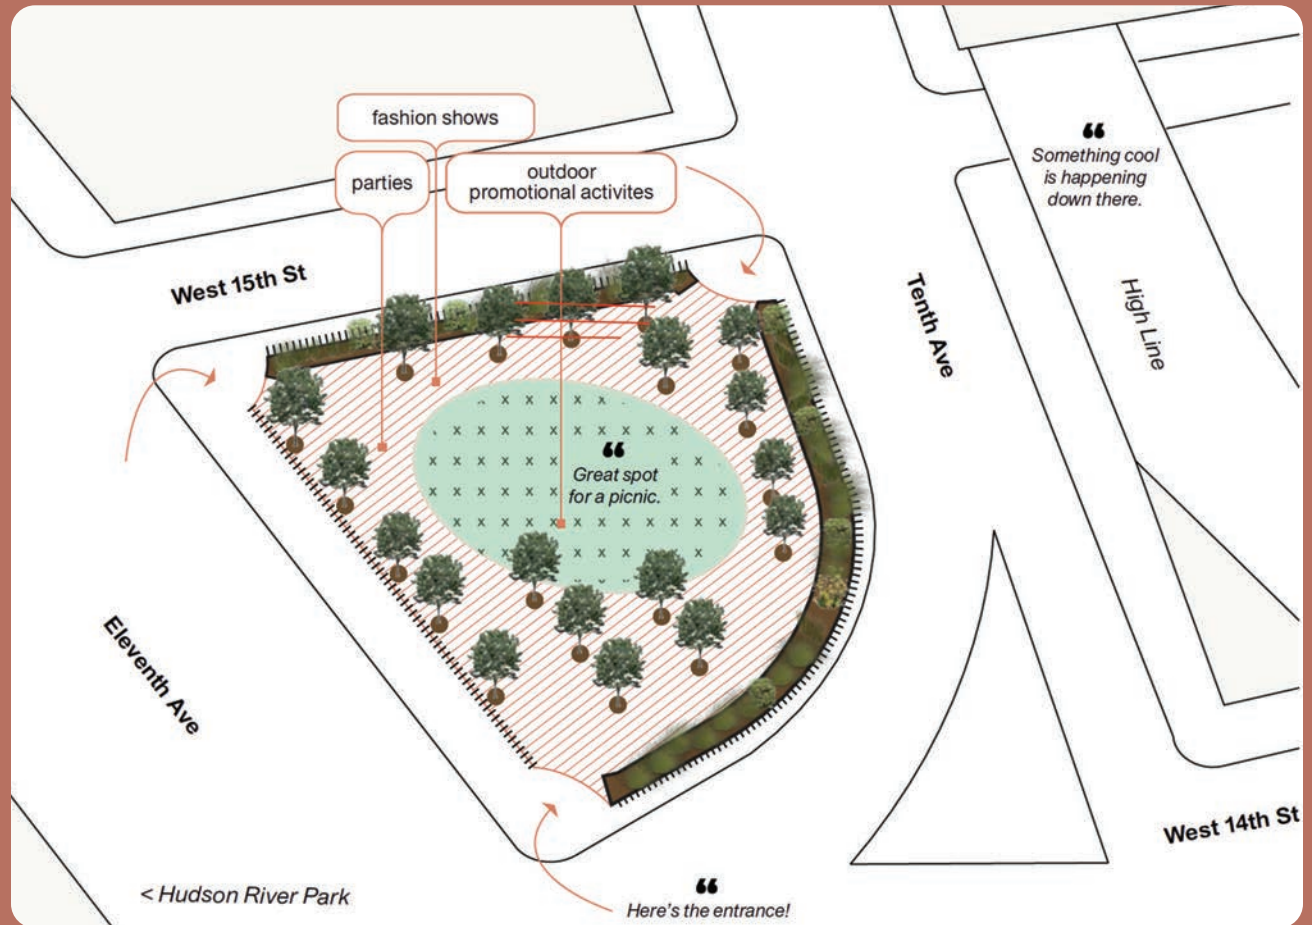 fashion shows
parties
outdoor
promotional activites
“
Something cool
is happening
down there.
West 15th St
Tenth Ave
High Line
“
Great spot
for a picnic.
Eleventh Ave
West 14th St
< Hudson River Park
“
Here's the entrance!